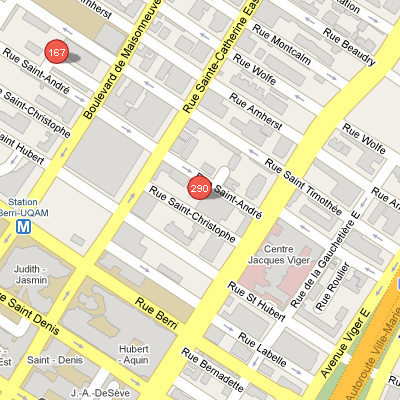 Amherst
Rue Sainte-Catherine Eas
Rue Montcalm
Rue Beaudry
167
Boulevard de Maisonneuve
Rue Wolfe
Rue Saint-André
Rue Amherst
Rue Saint-Christophe
Rue Wolfe
Saint Hubert
Rue Saint Timothée
Rue Am
290
Saint-André
Station
Berri-UQAM
M
Rue Saint-Christophe
Rue de la Gauchetière E
Centre
Jacques Viger
Rue Roulier
Judith -
Jasmin
Rue St Hubert
Rue Berri
Rue Saint Denis
Avenue Viger E
Autoroute Ville-Marie
Hubert -
Aquin
Rue Labelle
Saint - Denis
Est
Rue Bernadette
J.-A.-DeSève